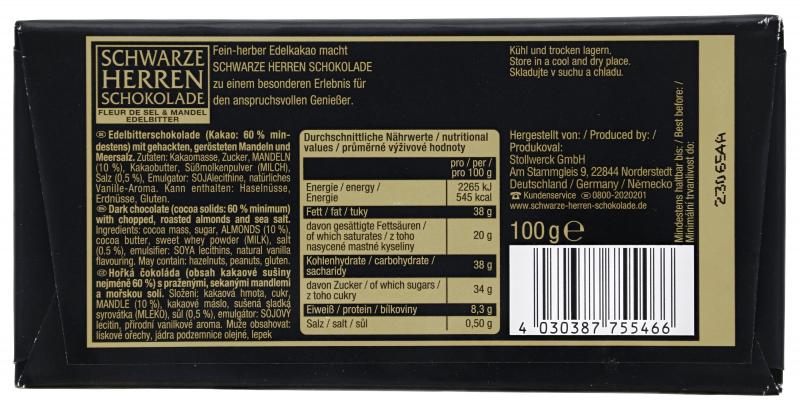 SCHWARZE
HERREN
SCHOKOLADE
FLEUR DE SEL & MANDEL
EDELBITTER
Fein-herber Edelkakao macht
SCHWARZE HERREN SCHOKOLADE
zu einem besonderen Erlebnis für
den anspruchsvollen Genießer.
Edelbitterschokolade (Kakao: 60 % min-
destens) mit gehackten, gerösteten Mandeln und
Meersalz. Zutaten: Kakaomasse, Zucker, MANDELN
(10 %), Kakaobutter, Süßmolkenpulver (MILCH),
Salz (0,5 %), Emulgator: SOJAlecithine, natürliches
Vanille-Aroma. Kann enthalten: Haselnüsse,
Erdnüsse, Gluten.
Dark chocolate (cocoa solids: 60 % minimum)
with chopped, roasted almonds and sea salt.
Ingredients: cocoa mass, sugar, ALMONDS (10 %),
cocoa butter, sweet whey powder (MILK), salt
(0.5 %), emulsifier: SOYA lecithins, natural vanilla
flavouring. May contain: hazelnuts, peanuts, gluten.
Hořká čokoláda (obsah kakaové sušiny
nejméně 60 %) s praženými, sekanými mandlemi
a mořskou solí. Složení: kakaová hmota, cukr,
MANDLE (10 %), kakaové máslo, sušená sladká
syrovátka (MLÉKO), sůl (0,5 %), emulgátor: SOJOVÝ
lecitin, přírodní vanilkové aroma. Může obsahovat:
lískové ořechy, jádra podzemnice olejné, lepek
Durchschnittliche Nährwerte / nutritional
values / průměrné výživové hodnoty
pro / per /
pro 100 g
Energie / energy / 2265 kJ
Energie 545 kcal
Fett / fat / tuky 38 g
davon gesättigte Fettsäuren /
of which saturates / z toho 20 g
nasycené mastné kyseliny
Kohlenhydrate / carbohydrate / 38 g
sacharidy
davon Zucker / of which sugars / 34 g
z toho cukry
Eiweiß / protein / bílkoviny 8,3 g
Salz / salt / sůl 0,50 g
Kühl und trocken lagern.
Store in a cool and dry place.
Skladujte v suchu a chladu.
Hergestellt von: / Produced by: /
Produkoval:
Stollwerck GmbH
Am Stammgleis 9, 22844 Norderstedt
Deutschland / Germany / Německo
Kundenservice 0800-2020201
www.schwarze-herren-schokolade.de
100 g e
4 030387 755466
Mindestens haltbar bis: / Best before: /
Minimální trvanlivost do: